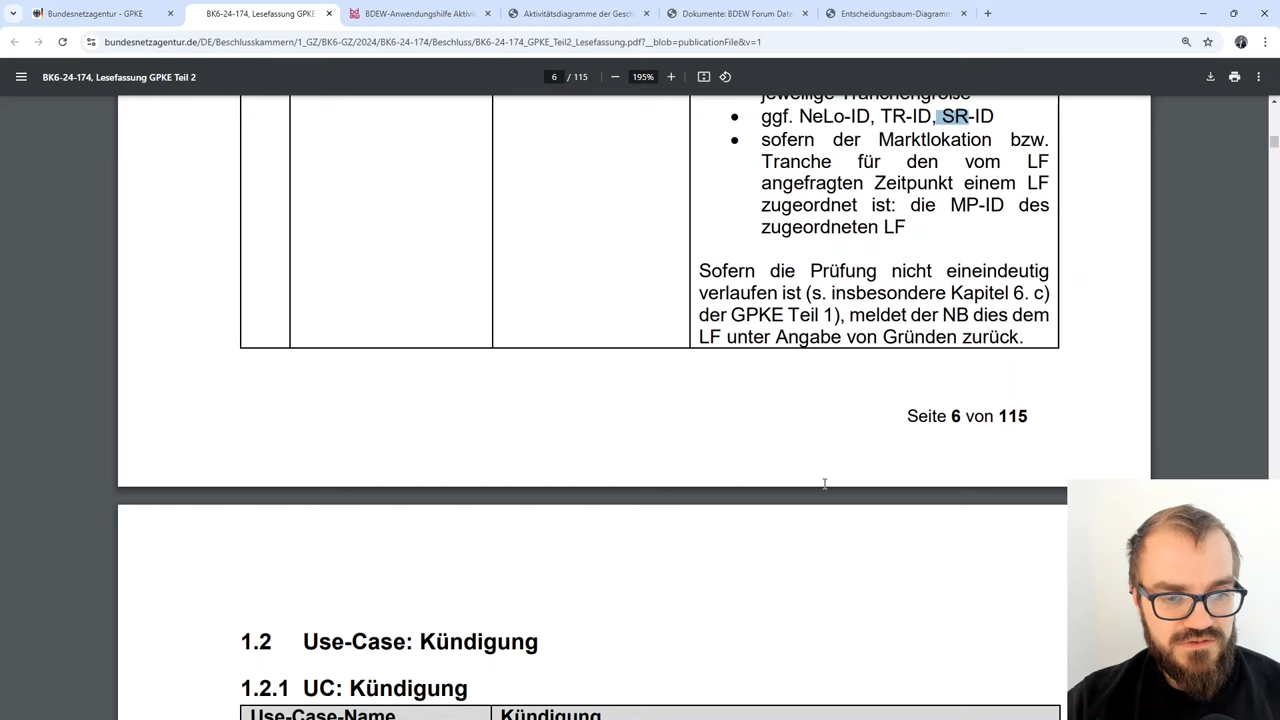 Bundesnetzagentur - GPKE
BK6-24-174, Lesefassung GPKE
BDEW-Anwendungshilfe Aktivit
Aktivitätsdiagramme der Gesch
Dokumente: BDEW Forum Date
Entscheidungsbaum-Diagramm
bundesnetzagentur.de/DE/Beschlusskammern/1_GZ/BK6-GZ/2024/BK6-24-174/Beschluss/BK6-24-174_GPKE_Teil2_Lesefassung.pdf?__blob=publicationFile&v=1
BK6-24-174, Lesefassung GPKE Teil 2
6 / 115
195%
jeweilige Tranchengröße
• ggf. NeLo-ID, TR-ID, SR-ID
• sofern der Marktlokation bzw.
Tranche für den vom LF
angefragten Zeitpunkt einem LF
zugeordnet ist: die MP-ID des
zugeordneten LF
Sofern die Prüfung nicht eineindeutig
verlaufen ist (s. insbesondere Kapitel 6. c)
der GPKE Teil 1), meldet der NB dies dem
LF unter Angabe von Gründen zurück.
Seite 6 von 115
1.2 Use-Case: Kündigung
1.2.1 UC: Kündigung
Use-Case-Name Kündigung